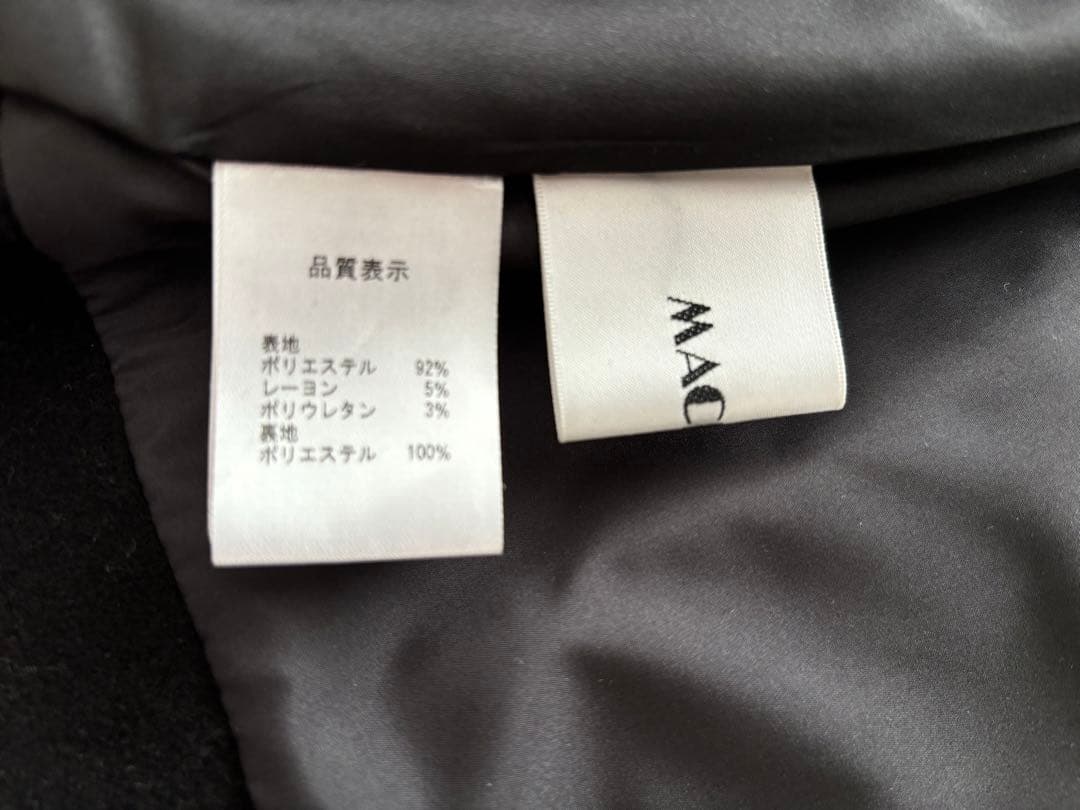 品質表示
表地
ポリエステル 92%
レーヨン 5%
ポリウレタン 3%
裏地
ポリエステル 100%
MAC